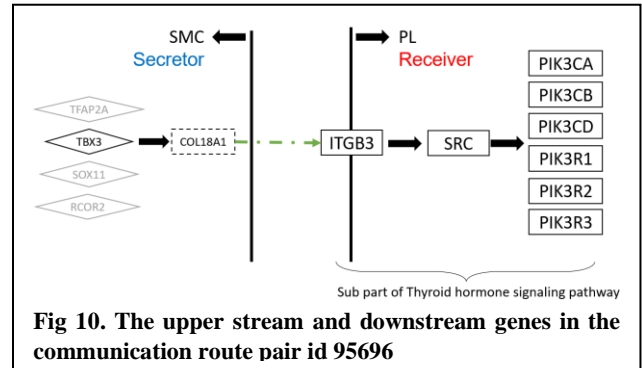 SMC
Secretor
PL
Receiver
TFAP2A
TBX3
SOX11
RCOR2
COL18A1
ITGB3
SRC
PIK3CA
PIK3CB
PIK3CD
PIK3R1
PIK3R2
PIK3R3
Sub part of Thyroid hormone signaling pathway
Fig 10. The upper stream and downstream genes in the
communication route pair id 95696